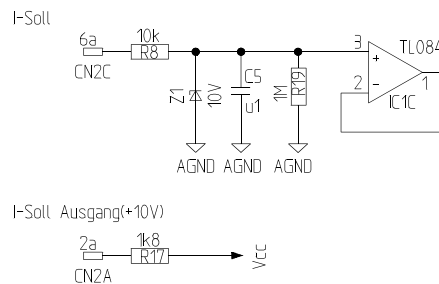 I-Soll
10k
6a
R8
CN2C
Z1
10V
C5
u1
1M
R19
3
TL084
+
2
-
1
IC1C
AGND AGND AGND
I-Soll Ausgang(+10V)
1k8
2a
R17
CN2A
Vcc